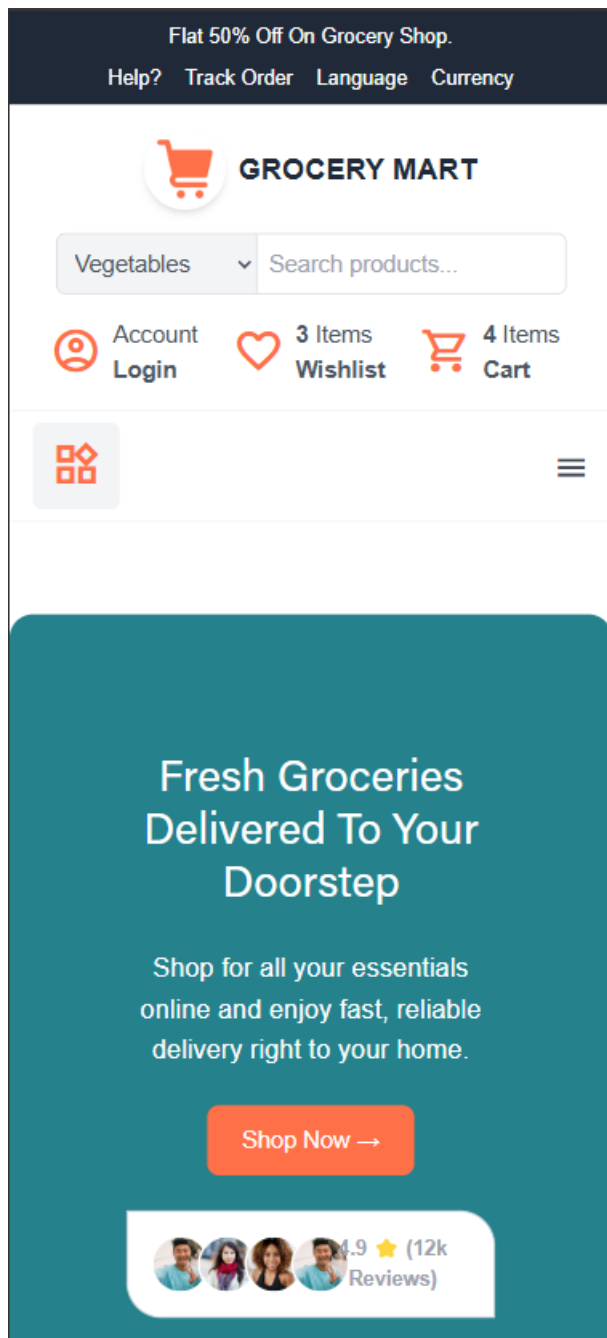 Flat 50% Off On Grocery Shop.
Help? Track Order Language Currency
GROCERY MART
Vegetables Search products...
Account 3 Items 4 Items
Login Wishlist Cart
Fresh Groceries
Delivered To Your
Doorstep
Shop for all your essentials
online and enjoy fast, reliable
delivery right to your home.
Shop Now →
4.9 ⭐ (12k
Reviews)